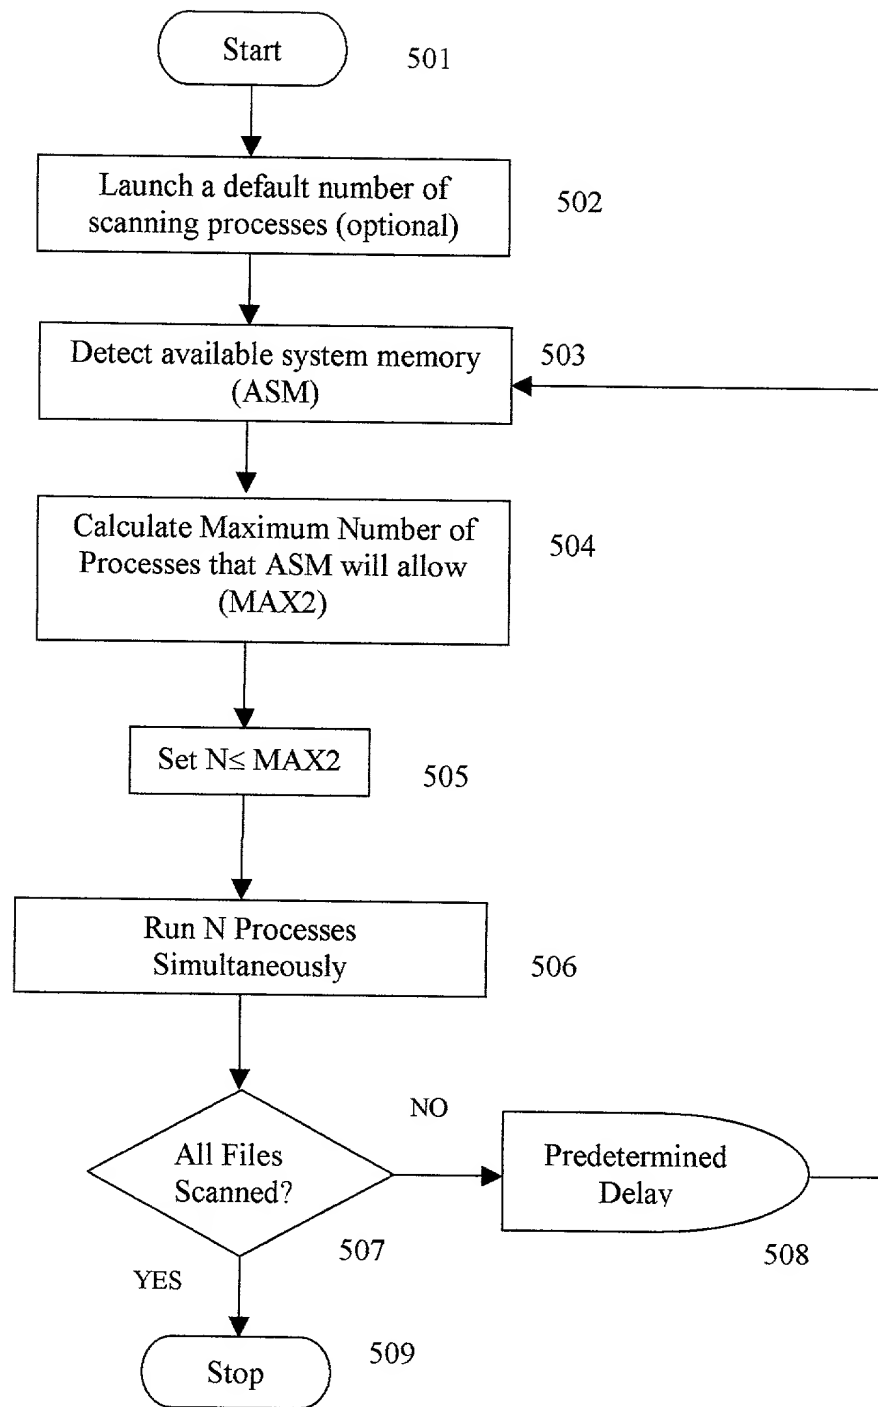 Start
501
Launch a default number of
scanning processes (optional)
502
Detect available system memory
(ASM)
503
Calculate Maximum Number of
Processes that ASM will allow
(MAX2)
504
Set N≤ MAX2
505
Run N Processes
Simultaneously
506
All Files
Scanned?
507
NO
Predetermined
Delay
508
YES
Stop
509